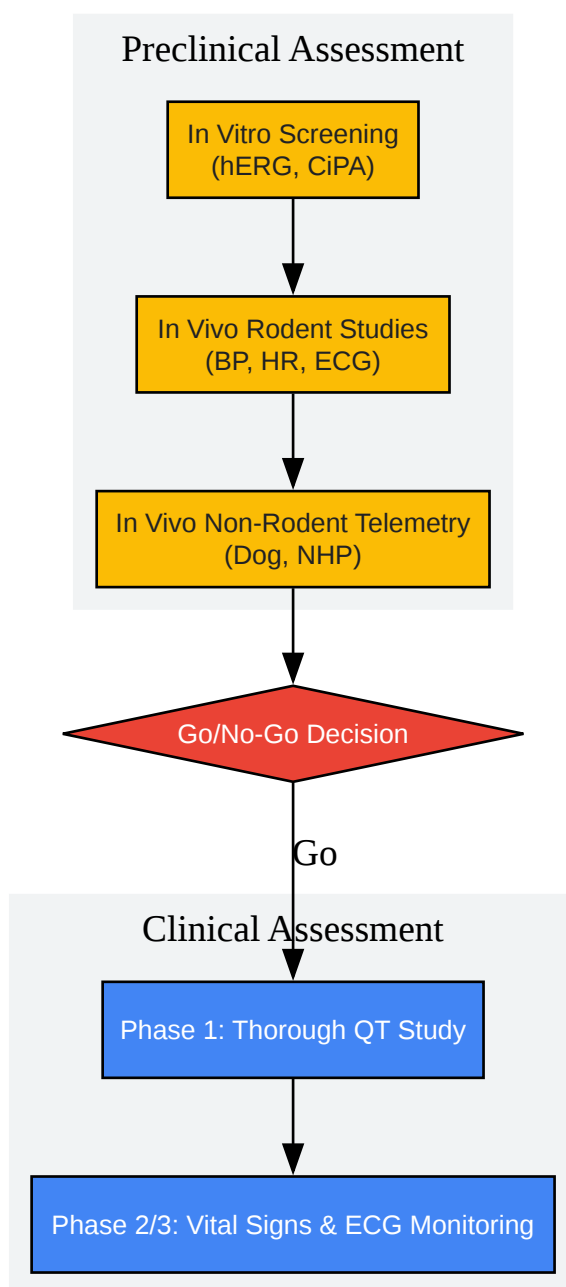 Preclinical Assessment
In Vitro Screening
(hERG, CiPA)
In Vivo Rodent Studies
(BP, HR, ECG)
In Vivo Non-Rodent Telemetry
(Dog, NHP)
Go/No-Go Decision
Go
Clinical Assessment
Phase 1: Thorough QT Study
Phase 2/3: Vital Signs & ECG Monitoring